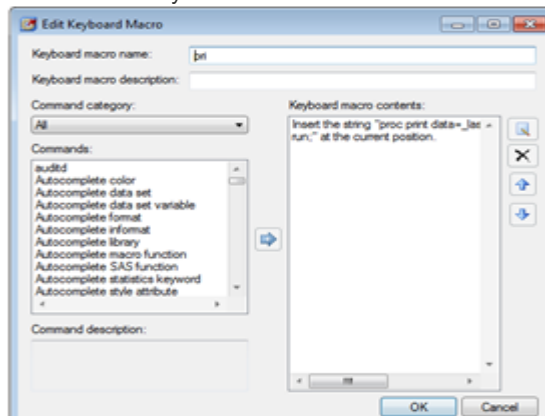 Edit Keyboard Macro
Keyboard macro name: pri
Keyboard macro description:
Command category:
All
Commands:
auditd
Autocomplete color
Autocomplete data set
Autocomplete data set variable
Autocomplete format
Autocomplete informat
Autocomplete library
Autocomplete macro function
Autocomplete SAS function
Autocomplete statistics keyword
Autocomplete style attribute
Command description:
Keyboard macro contents:
Insert the string "proc print data=_las
run;" at the current position.
OK Cancel